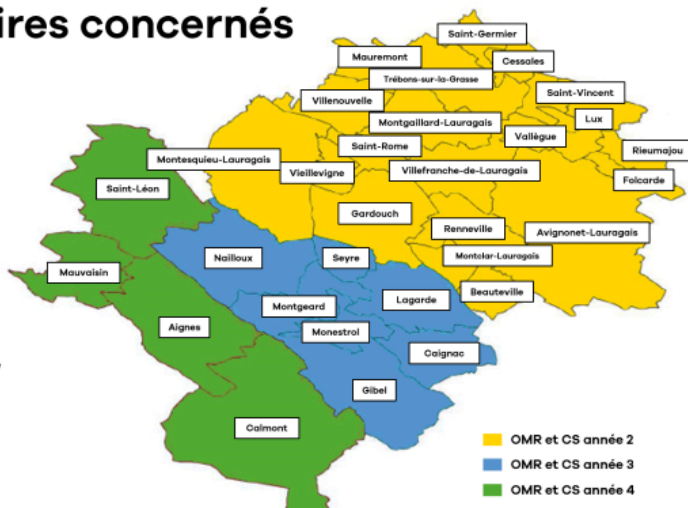 ires concernés
Saint-Germier
Mauremont
Cessales
Trébons-sur-la-Grasse
Saint-Vincent
Villenouvelle
Lux
Montgaillard-Lauragais
Vallègue
Saint-Rome
Rieumajou
Montesquieu-Lauragais
Vieillevigne
Villefranche-de-Lauragais
Folcarde
Saint-Léon
Gardouch
Renneville
Avignonet-Lauragais
Nailloux
Seyre
Montclar-Lauragais
Mauvaisin
Beauteville
Lagarde
Montgeard
Aignes
Monestrol
Caignac
Gibel
Calmont
OMR et CS année 2
OMR et CS année 3
OMR et CS année 4